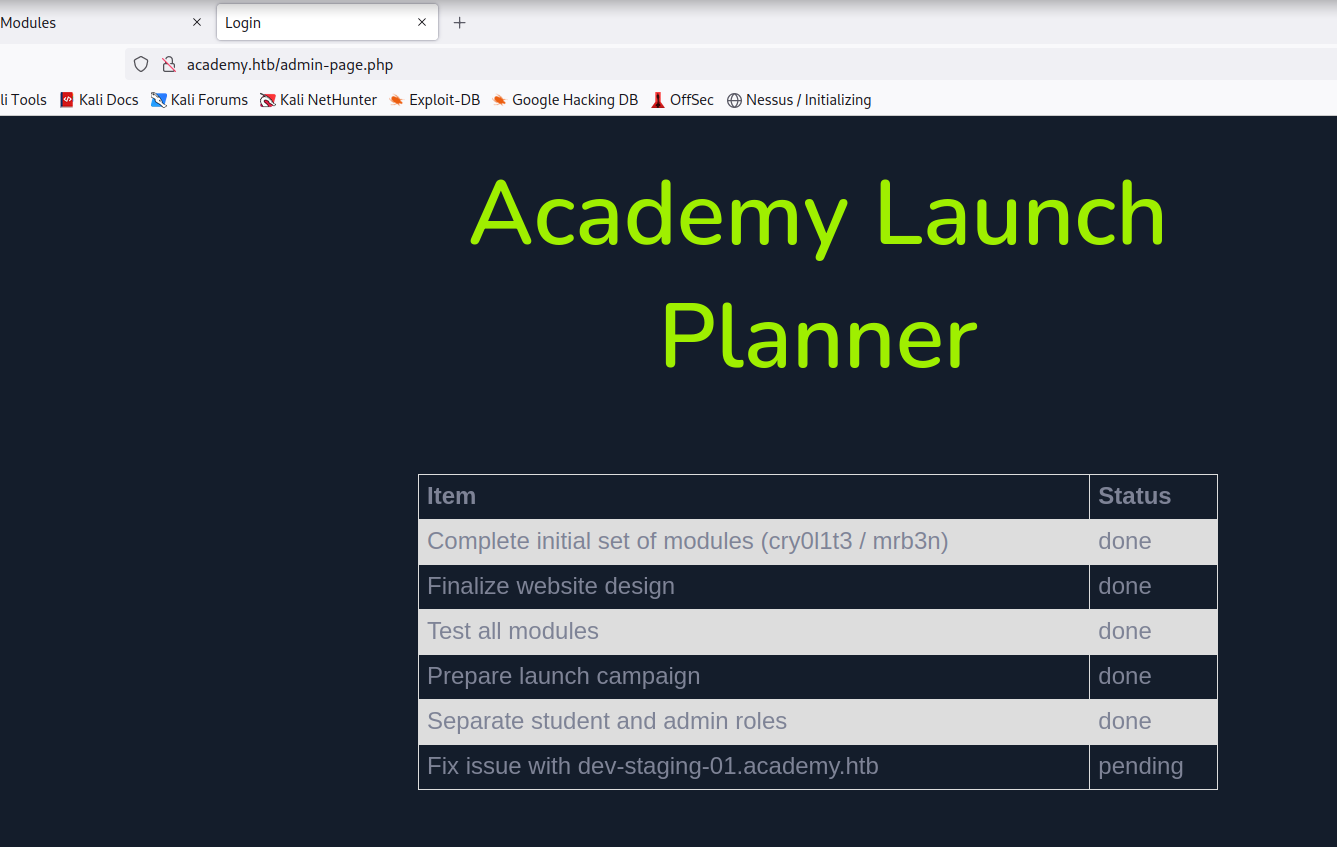 Modules
Login
academy.htb/admin-page.php
li Tools Kali Docs Kali Forums Kali NetHunter Exploit-DB Google Hacking DB OffSec Nessus / Initializing
Academy Launch
Planner
Item Status
Complete initial set of modules (cry0l1t3 / mrb3n) done
Finalize website design done
Test all modules done
Prepare launch campaign done
Separate student and admin roles done
Fix issue with dev-staging-01.academy.htb pending